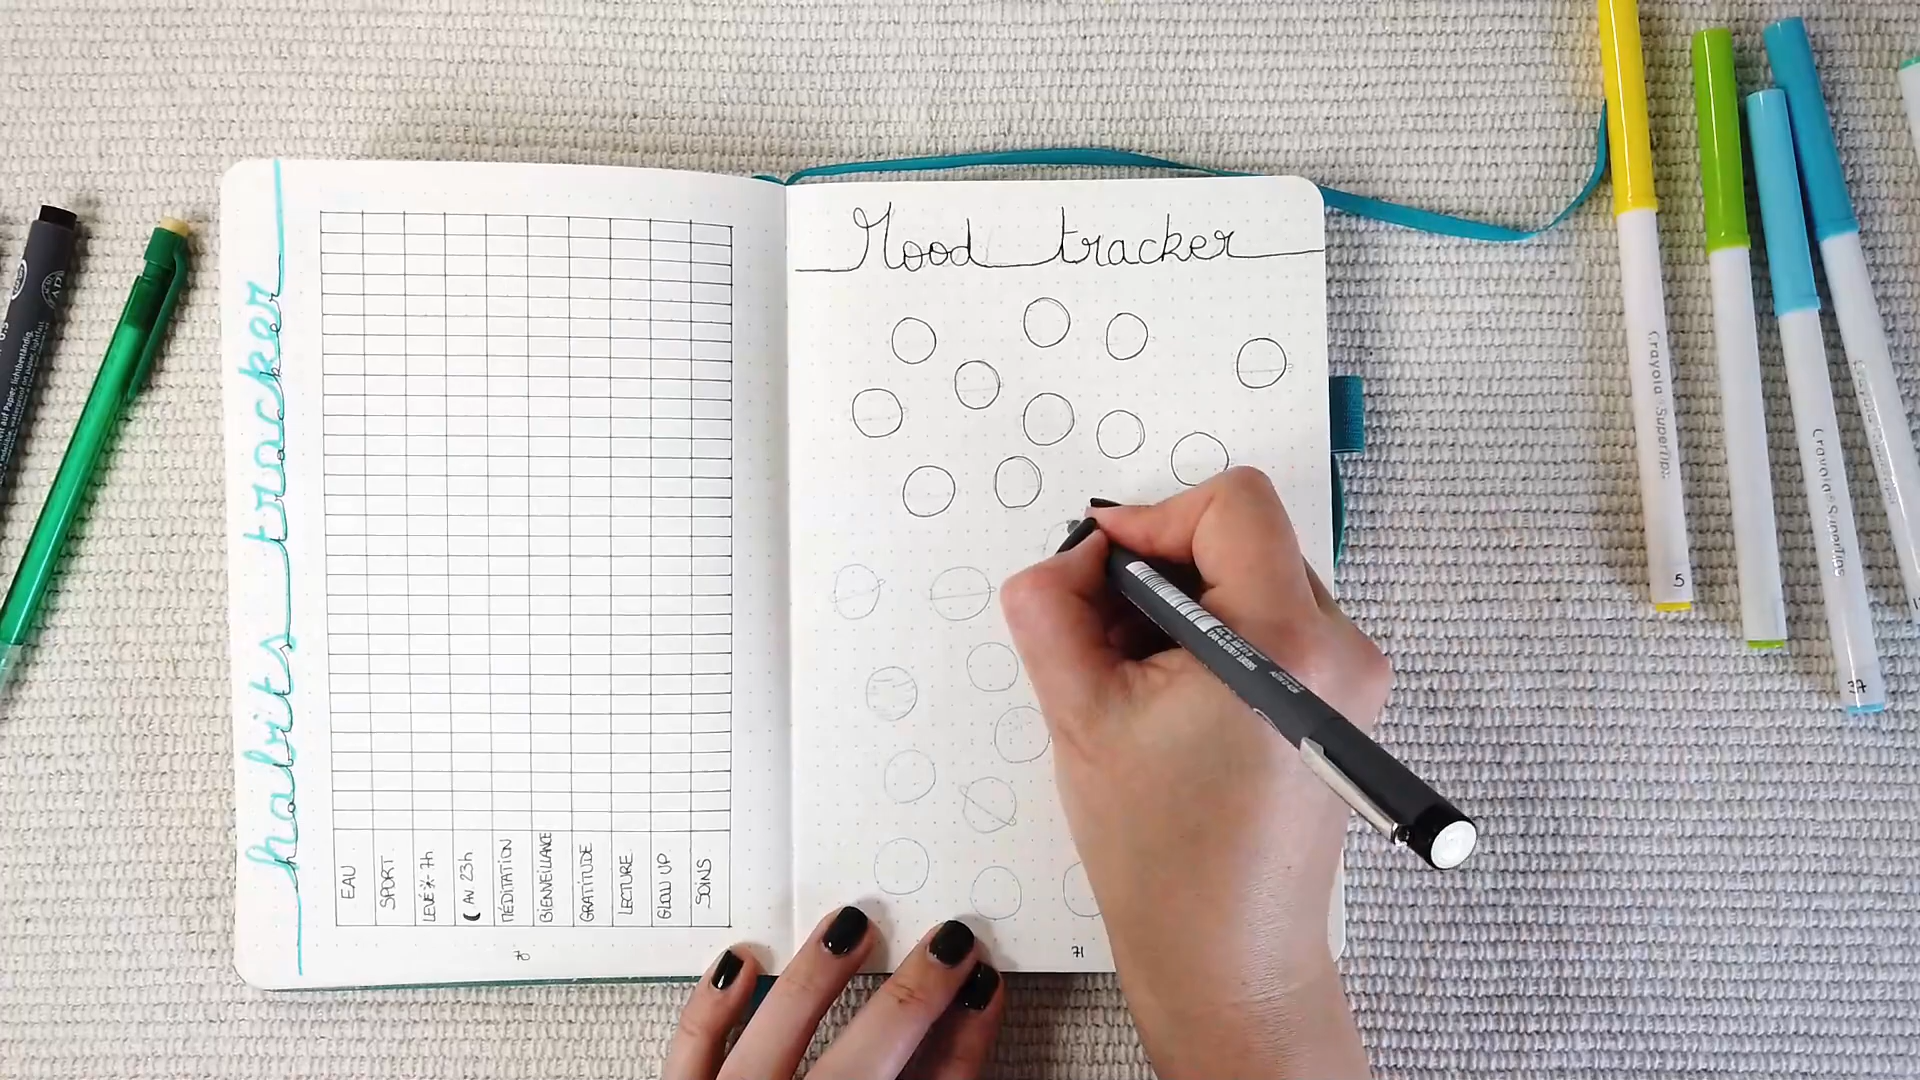 habits tracker
EAU
SPORT
LEVÉ ☀ 7h
☾ AV. 23h
MÉDITATION
BIENVEILLANCE
GRATITUDE
LECTURE
GLOW UP
SOINS
70
Mood tracker
71
Crayola Supertips
5
Crayola Supertips
37